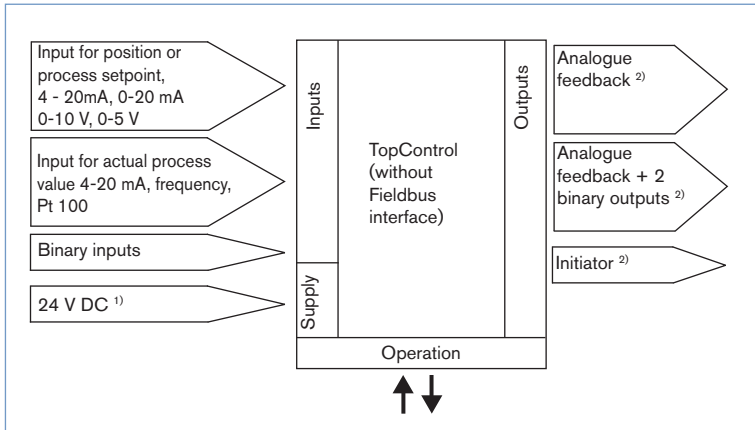 Input for position or
process setpoint,
4 - 20mA, 0-20 mA
0-10 V, 0-5 V
Input for actual process
value 4-20 mA, frequency,
Pt 100
Binary inputs
24 V DC 1)
Inputs
Supply
TopControl
(without
Fieldbus
interface)
Operation
Outputs
Analogue
feedback 2)
Analogue
feedback + 2
binary outputs 2)
Initiator 2)